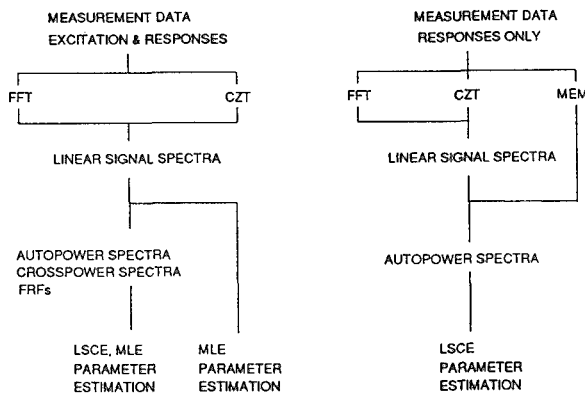 MEASUREMENT DATA
EXCITATION & RESPONSES
FFT
CZT
LINEAR SIGNAL SPECTRA
AUTOPOWER SPECTRA
CROSSPOWER SPECTRA
FRFs
LSCE, MLE
PARAMETER
ESTIMATION
MLE
PARAMETER
ESTIMATION
MEASUREMENT DATA
RESPONSES ONLY
FFT
CZT
MEM
LINEAR SIGNAL SPECTRA
AUTOPOWER SPECTRA
LSCE
PARAMETER
ESTIMATION